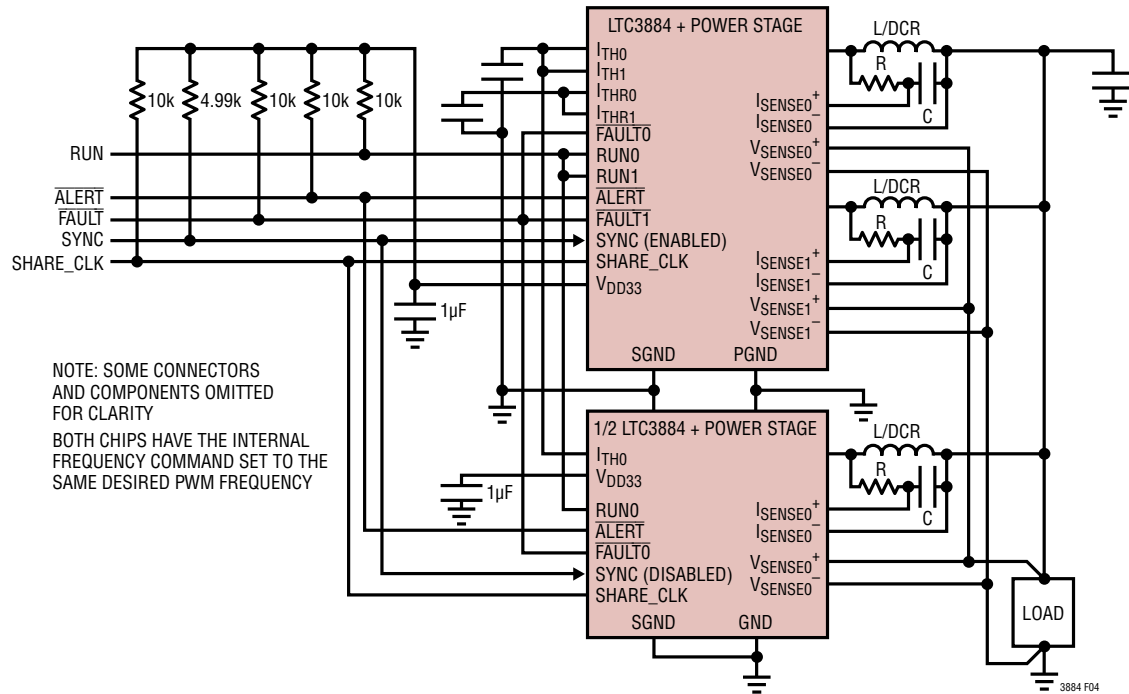 LTC3884 + POWER STAGE
10k
4.99k
10k
10k
10k
RUN
ALERT
FAULT
SYNC
SHARE_CLK
1µF
NOTE: SOME CONNECTORS
AND COMPONENTS OMITTED
FOR CLARITY
BOTH CHIPS HAVE THE INTERNAL
FREQUENCY COMMAND SET TO THE
SAME DESIRED PWM FREQUENCY
ITH0
ITH1
ITHR0
ITHR1
FAULT0
RUN0
RUN1
ALERT
FAULT1
SYNC (ENABLED)
SHARE_CLK
VDD33
SGND
PGND
ISENSE0+
ISENSE0–
VSENSE0+
VSENSE0–
ISENSE1+
ISENSE1–
VSENSE1+
VSENSE1–
L/DCR
R
C
L/DCR
R
C
1/2 LTC3884 + POWER STAGE
ITH0
VDD33
1µF
RUN0
ALERT
FAULT0
SYNC (DISABLED)
SHARE_CLK
SGND
GND
ISENSE0+
ISENSE0–
VSENSE0+
VSENSE0–
L/DCR
R
C
LOAD
3884 F04